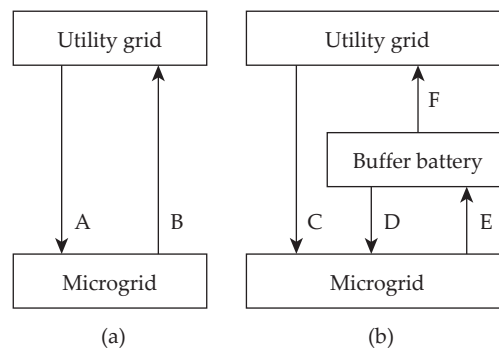 Utility grid
A
B
Microgrid
(a)
Utility grid
F
Buffer battery
C
D
E
Microgrid
(b)